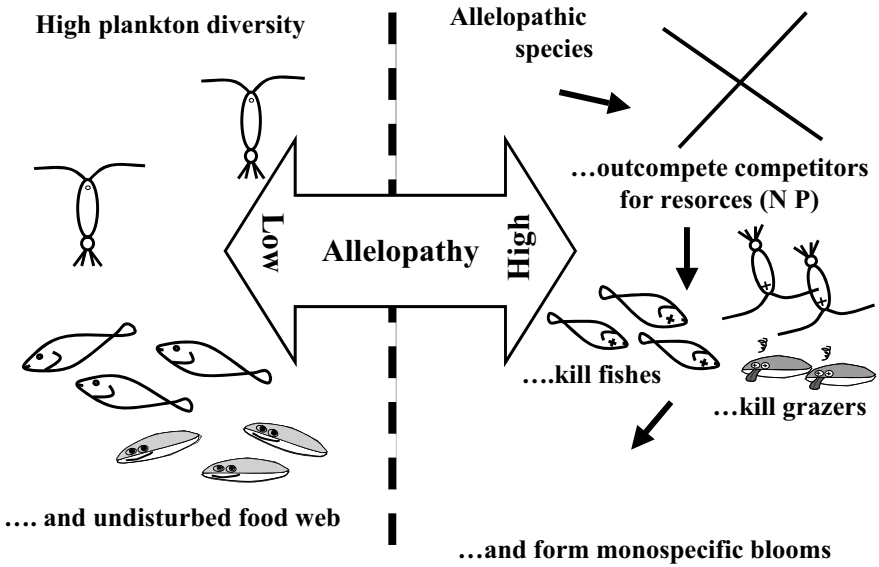 High plankton diversity
Allelopathic
species
…outcompete competitors
for resorces (N P)
Low
Allelopathy
High
….kill fishes
…kill grazers
…. and undisturbed food web
…and form monospecific blooms